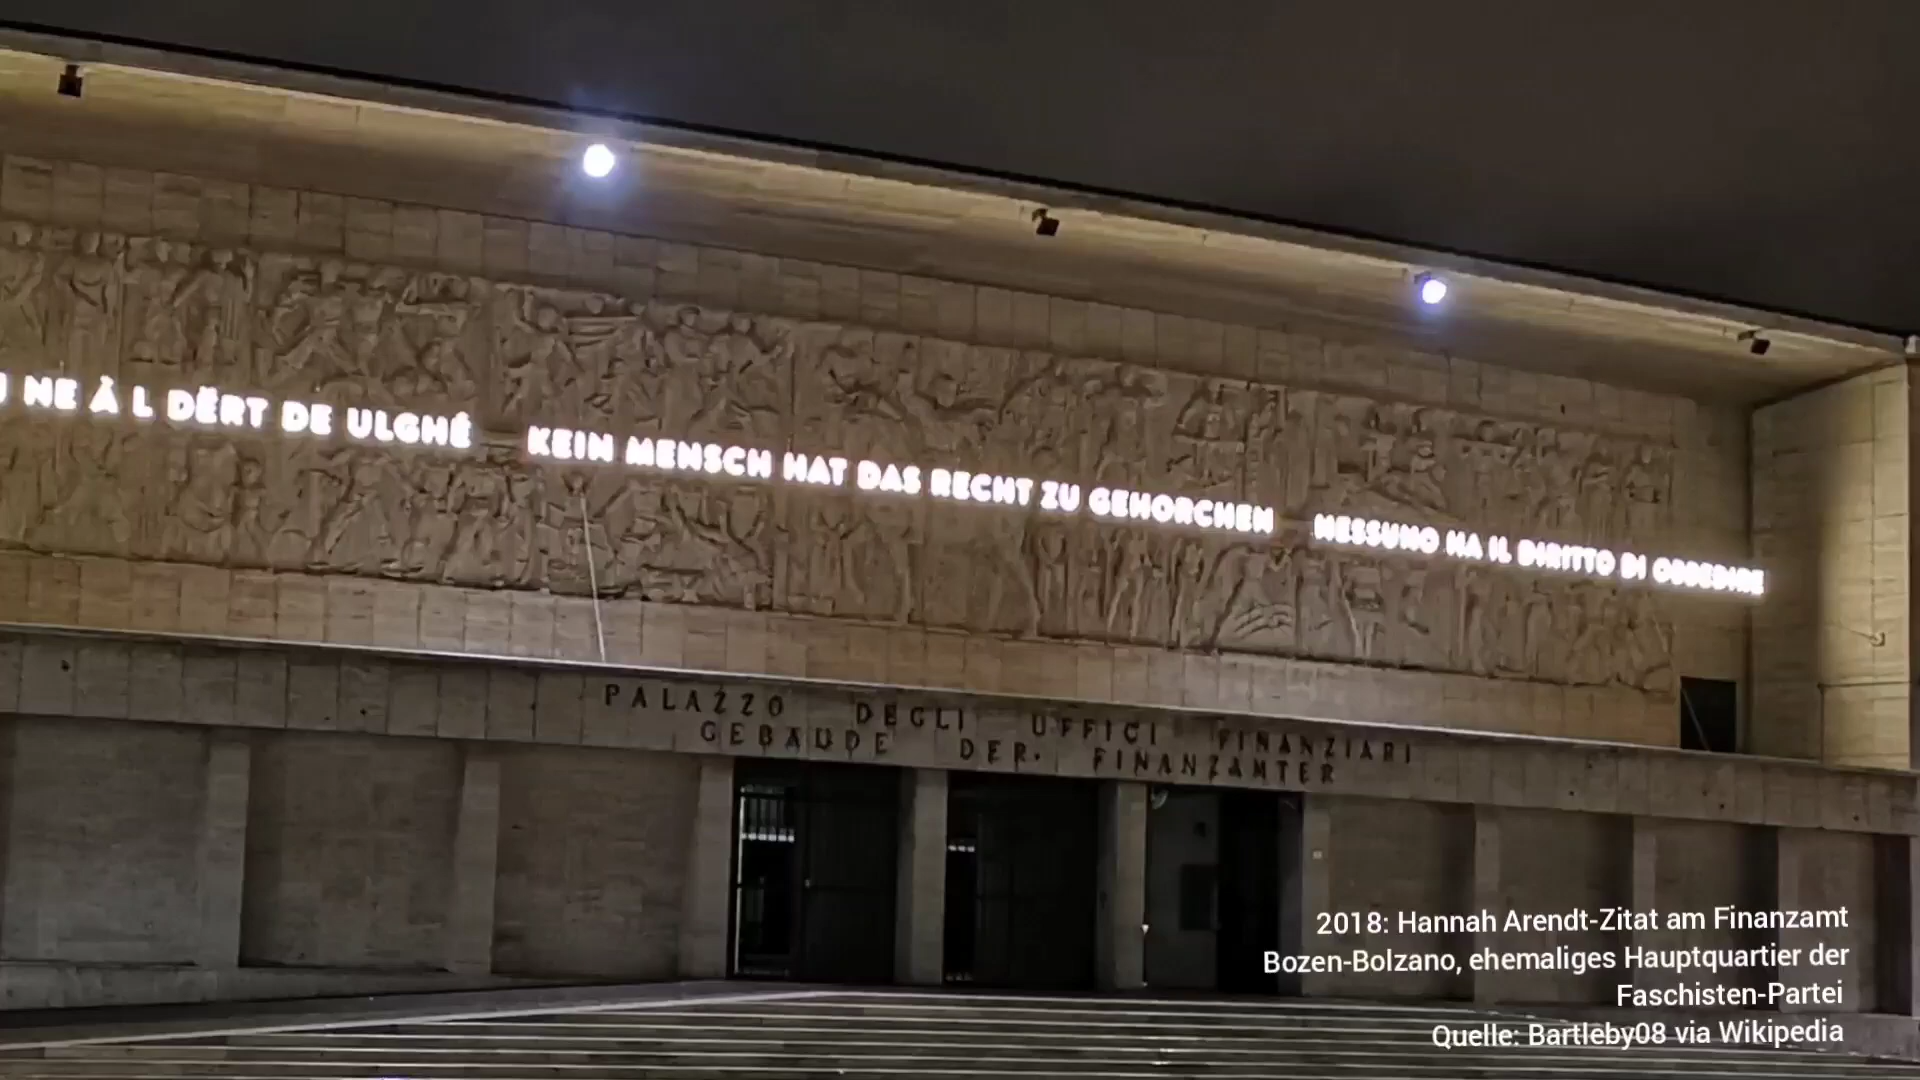 NE À L DËRT DE ULGHÉ KEIN MENSCH HAT DAS RECHT ZU GEHORCHEN NESSUNO HA IL DIRITTO DI OBBEDIRE
PALAZZO DEGLI UFFICI FINANZIARI
GEBÄUDE DER FINANZÄMTER
2018: Hannah Arendt-Zitat am Finanzamt
Bozen-Bolzano, ehemaliges Hauptquartier der
Faschisten-Partei
Quelle: Bartleby08 via Wikipedia